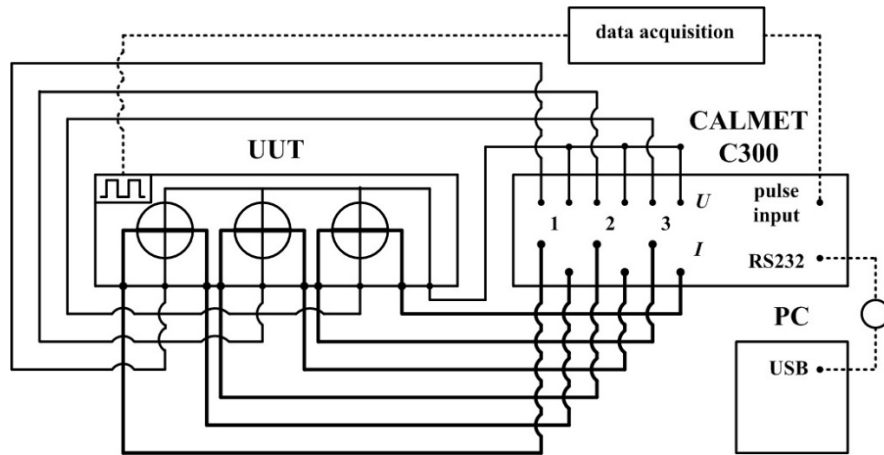 data acquisition
CALMET
C300
UUT
U
pulse
input
1 2 3
I
RS232
PC
USB